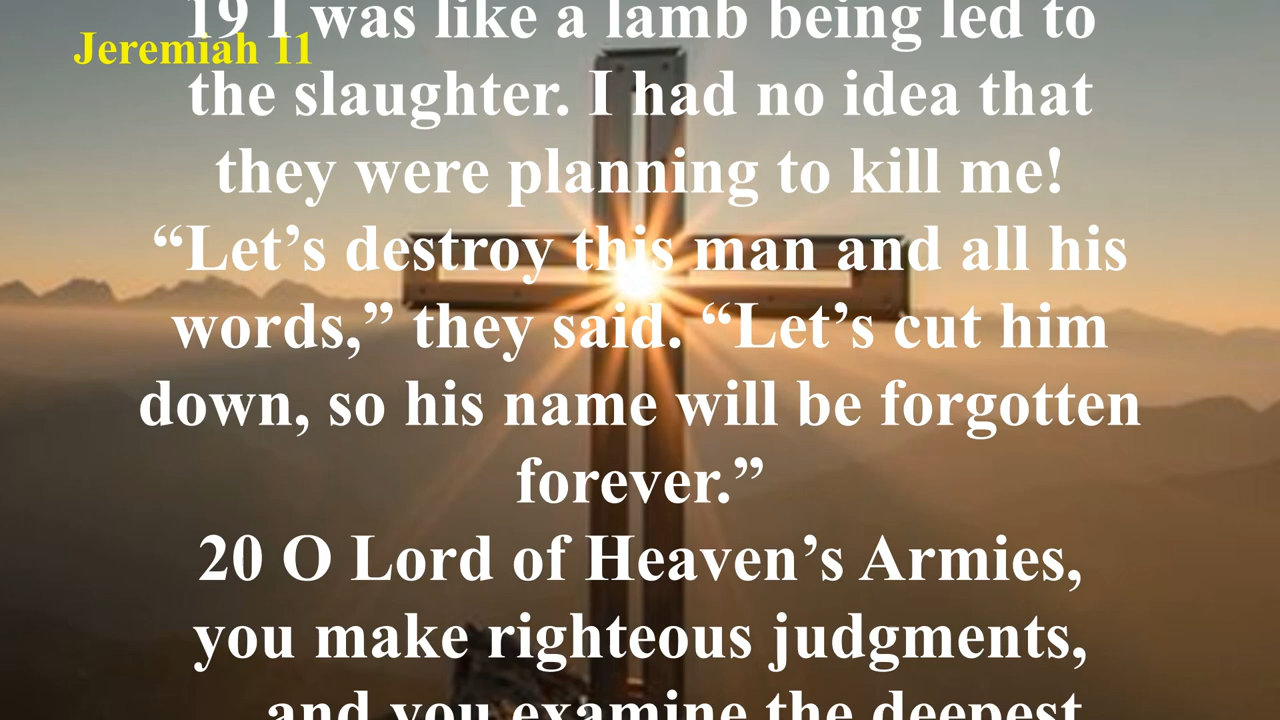 19 I was like a lamb being led to
Jeremiah 11
the slaughter. I had no idea that
they were planning to kill me!
“Let’s destroy this man and all his
words,” they said. “Let’s cut him
down, so his name will be forgotten
forever.”
20 O Lord of Heaven’s Armies,
you make righteous judgments,
and you examine the deepest